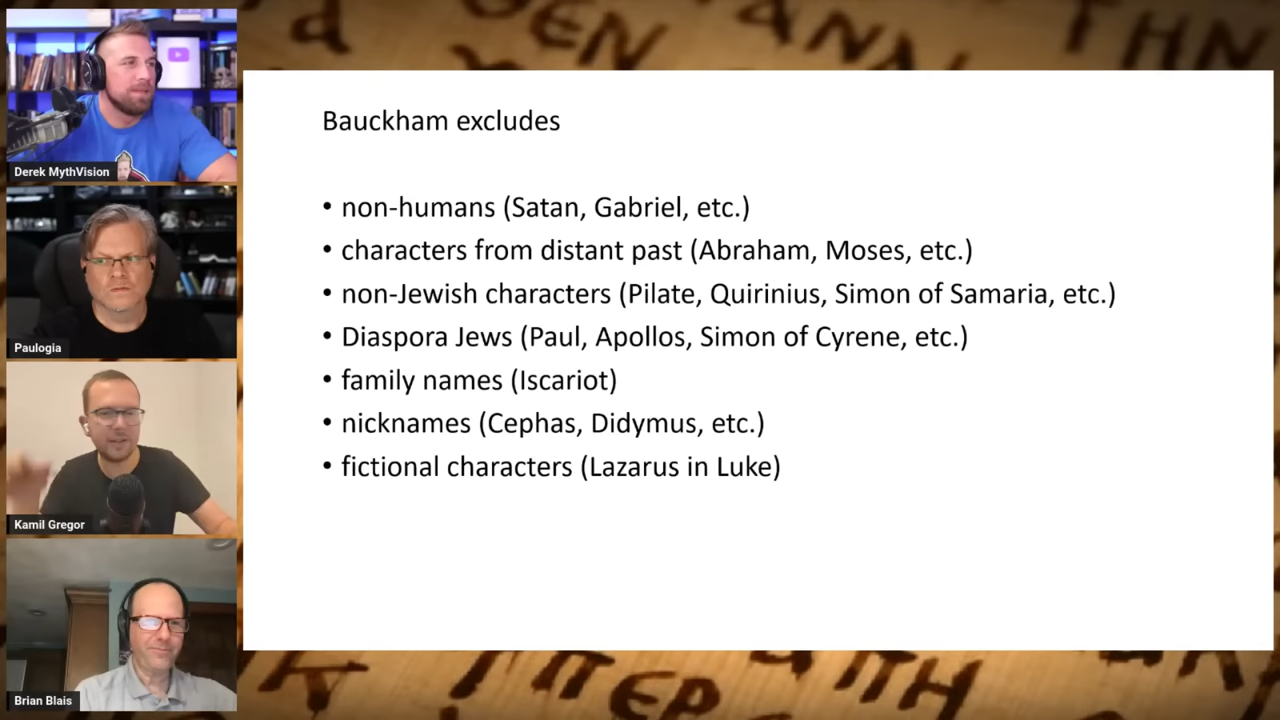 Bauckham excludes
• non-humans (Satan, Gabriel, etc.)
• characters from distant past (Abraham, Moses, etc.)
• non-Jewish characters (Pilate, Quirinius, Simon of Samaria, etc.)
• Diaspora Jews (Paul, Apollos, Simon of Cyrene, etc.)
• family names (Iscariot)
• nicknames (Cephas, Didymus, etc.)
• fictional characters (Lazarus in Luke)
Derek MythVision
Paulogia
Kamil Gregor
Brian Blais